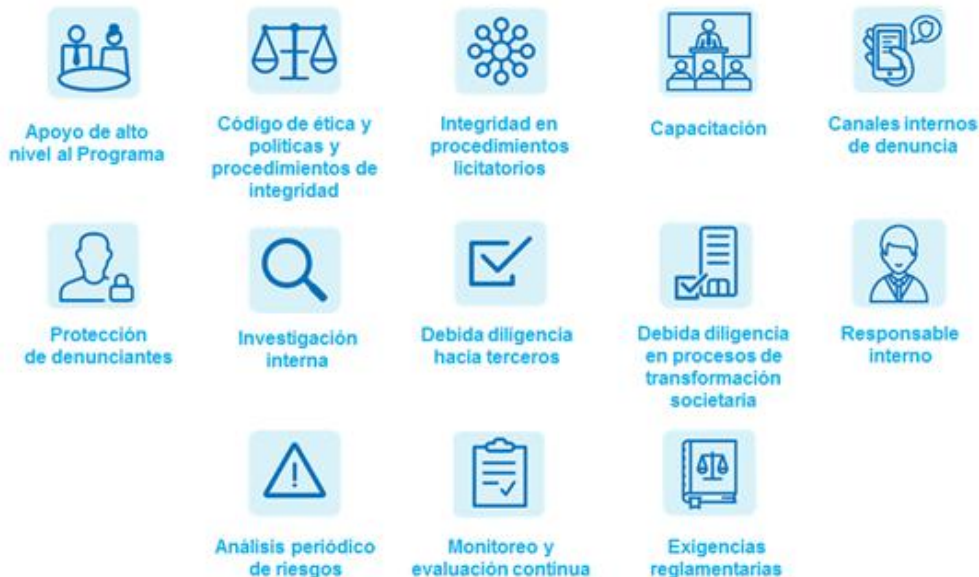 Apoyo de alto
nivel al Programa
Código de ética y
políticas y
procedimientos de
integridad
Integridad en
procedimientos
licitatorios
Capacitación
Canales internos
de denuncia
Protección
de denunciantes
Investigación
interna
Debida diligencia
hacia terceros
Debida diligencia
en procesos de
transformación
societaria
Responsable
interno
Análisis periódico
de riesgos
Monitoreo y
evaluación continua
Exigencias
reglamentarias